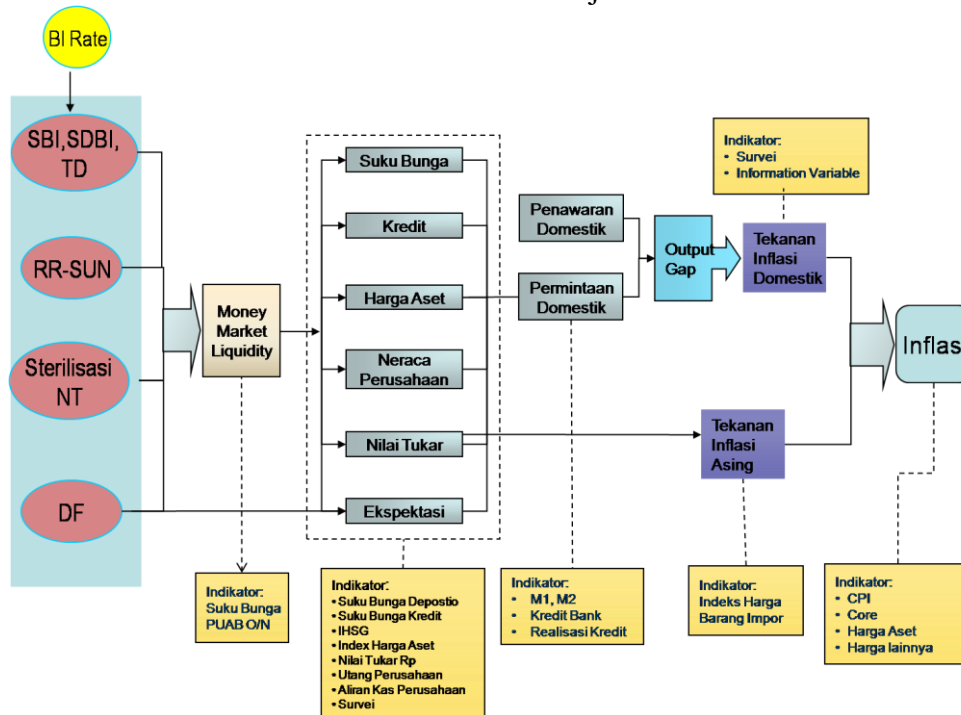 BI Rate
SBI,SDBI,
TD
RR-SUN
Sterilisasi
NT
DF
Money
Market
Liquidity
Suku Bunga
Kredit
Harga Aset
Neraca
Perusahaan
Nilai Tukar
Ekspektasi
Penawaran
Domestik
Permintaan
Domestik
Output
Gap
Indikator:
• Survei
• Information Variable
Tekanan
Inflasi
Domestik
Tekanan
Inflasi
Asing
Inflas
Indikator:
Suku Bunga
PUAB O/N
Indikator:
• Suku Bunga Depostio
• Suku Bunga Kredit
• IHSG
• Index Harga Aset
• Nilai Tukar Rp
• Utang Perusahaan
• Aliran Kas Perusahaan
• Survei
Indikator:
• M1, M2
• Kredit Bank
• Realisasi Kredit
Indikator:
Indeks Harga
Barang Impor
Indikator:
• CPI
• Core
• Harga Aset
• Harga lainnya